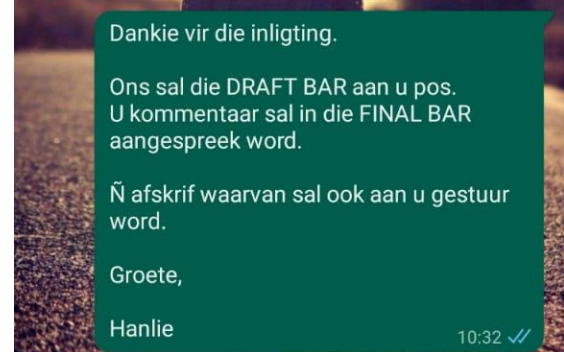 Dankie vir die inligting.
Ons sal die DRAFT BAR aan u pos.
U kommentaar sal in die FINAL BAR
aangespreek word.
Ñ afskrif waarvan sal ook aan u gestuur
word.
Groete,
Hanlie
10:32